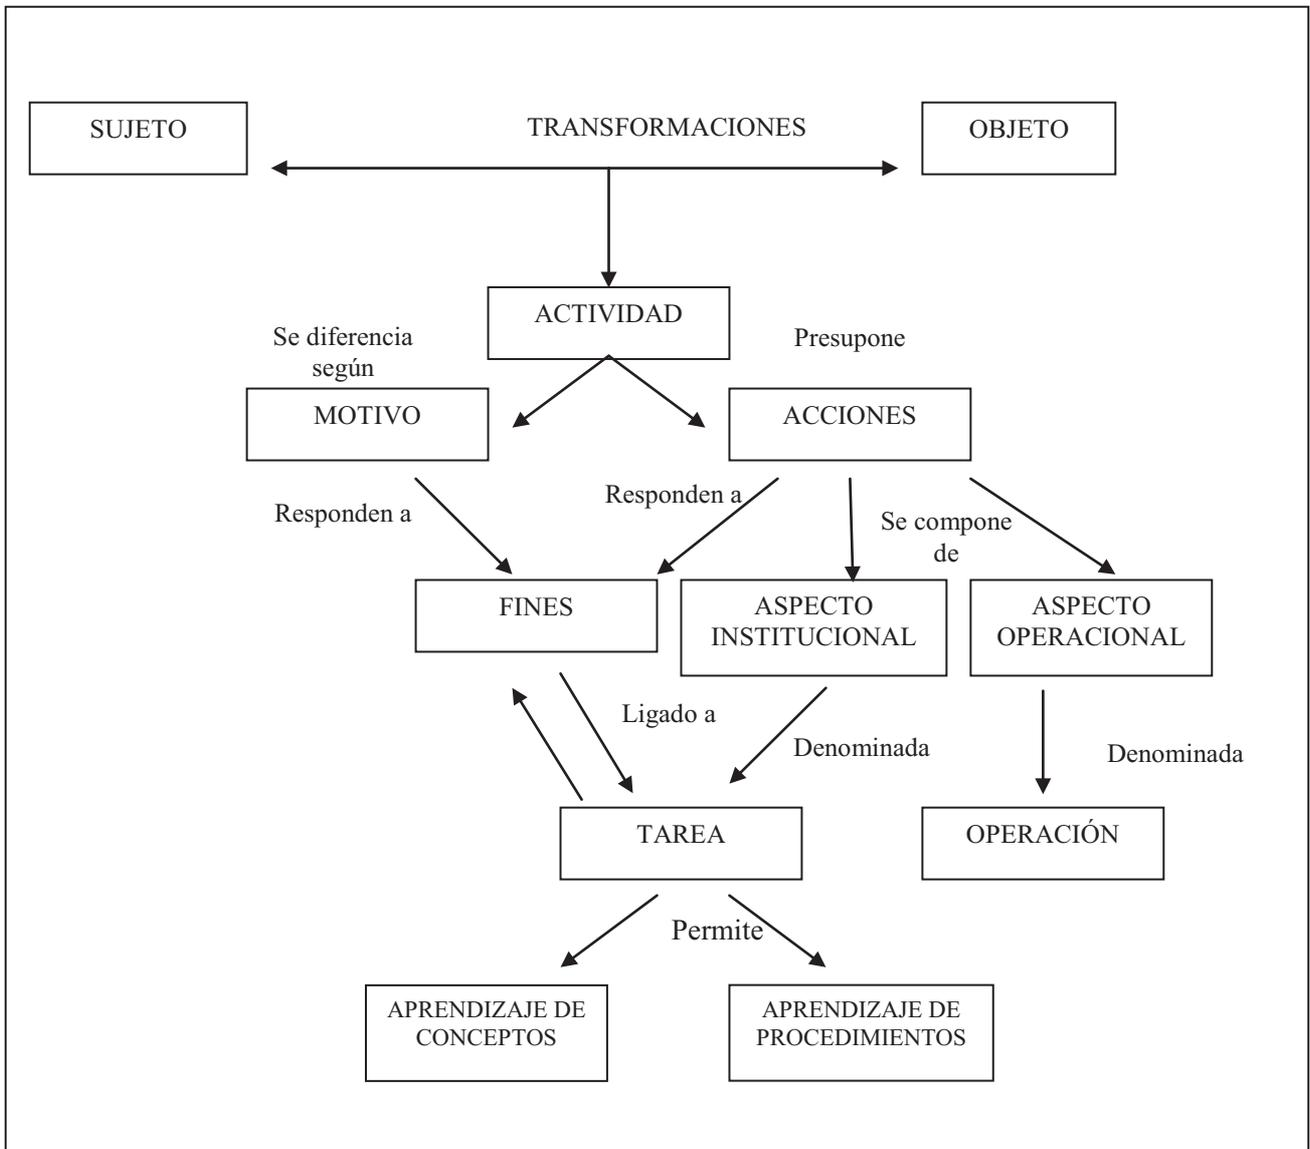 SUJETO
TRANSFORMACIONES
OBJETO
ACTIVIDAD
Se diferencia
según
Presupone
MOTIVO
ACCIONES
Responden a
Responden a
Se compone
de
FINES
ASPECTO
INSTITUCIONAL
ASPECTO
OPERACIONAL
Ligado a
Denominada
Denominada
TAREA
OPERACIÓN
Permite
APRENDIZAJE DE
CONCEPTOS
APRENDIZAJE DE
PROCEDIMIENTOS